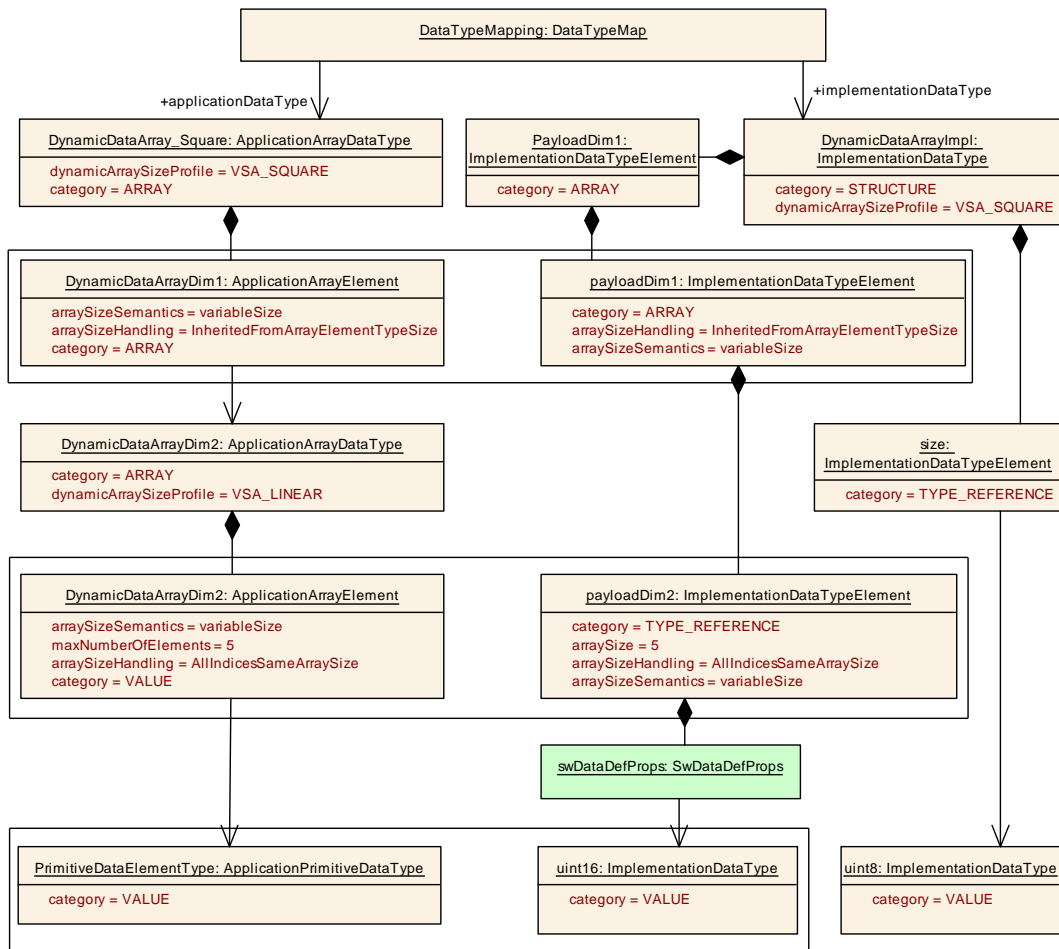 DataTypeMapping: DataTypeMap
+applicationDataType
+implementationDataType
DynamicDataArray_Square: ApplicationArrayDataType
dynamicArraySizeProfile = VSA_SQUARE
category = ARRAY
PayloadDim1:
ImplementationDataTypeElement
category = ARRAY
DynamicDataArrayImpl:
ImplementationDataType
category = STRUCTURE
dynamicArraySizeProfile = VSA_SQUARE
DynamicDataArrayDim1: ApplicationArrayElement
arraySizeSemantics = variableSize
arraySizeHandling = InheritedFromArrayElementTypeSize
category = ARRAY
payloadDim1: ImplementationDataTypeElement
category = ARRAY
arraySizeHandling = InheritedFromArrayElementTypeSize
arraySizeSemantics = variableSize
DynamicDataArrayDim2: ApplicationArrayDataType
category = ARRAY
dynamicArraySizeProfile = VSA_LINEAR
size:
ImplementationDataTypeElement
category = TYPE_REFERENCE
DynamicDataArrayDim2: ApplicationArrayElement
arraySizeSemantics = variableSize
maxNumberOfElements = 5
arraySizeHandling = AllIndicesSameArraySize
category = VALUE
payloadDim2: ImplementationDataTypeElement
category = TYPE_REFERENCE
arraySize = 5
arraySizeHandling = AllIndicesSameArraySize
arraySizeSemantics = variableSize
swDataDefProps: SwDataDefProps
PrimitiveDataElementType: ApplicationPrimitiveDataType
category = VALUE
uint16: ImplementationDataType
category = VALUE
uint8: ImplementationDataType
category = VALUE